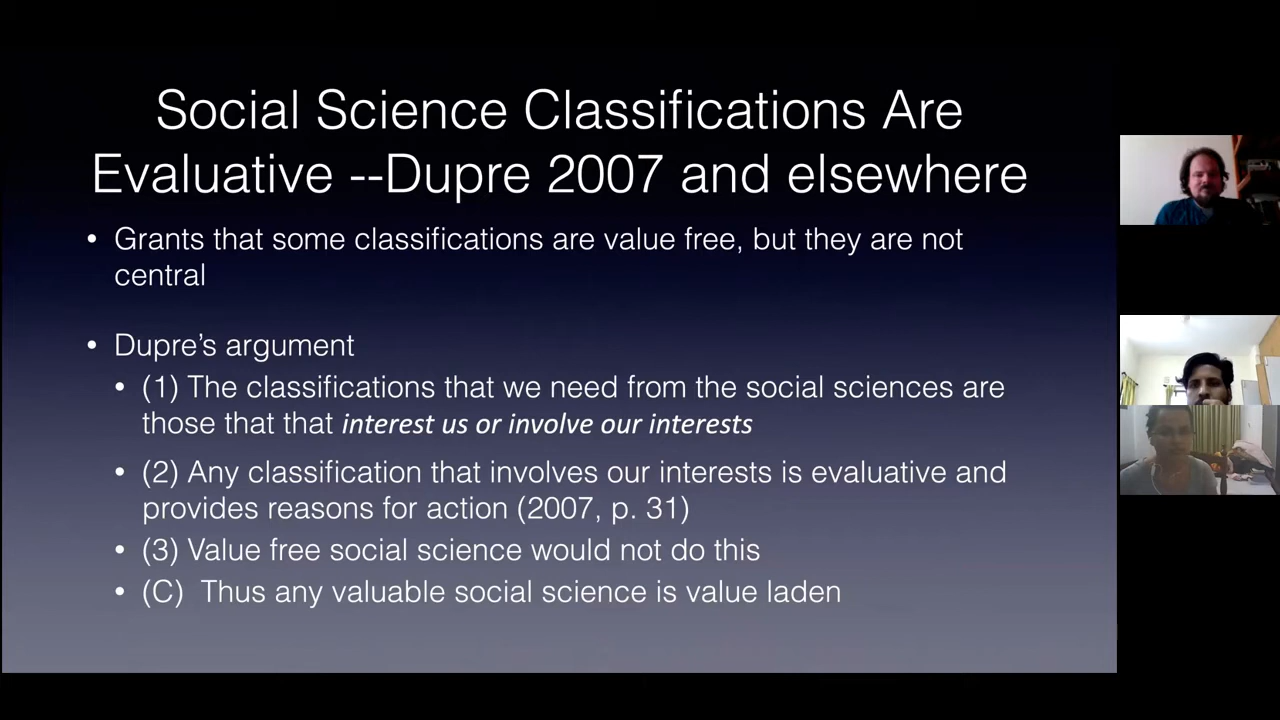 Social Science Classifications Are
Evaluative --Dupre 2007 and elsewhere
• Grants that some classifications are value free, but they are not
central
• Dupre’s argument
• (1) The classifications that we need from the social sciences are
those that that interest us or involve our interests
• (2) Any classification that involves our interests is evaluative and
provides reasons for action (2007, p. 31)
• (3) Value free social science would not do this
• (C) Thus any valuable social science is value laden